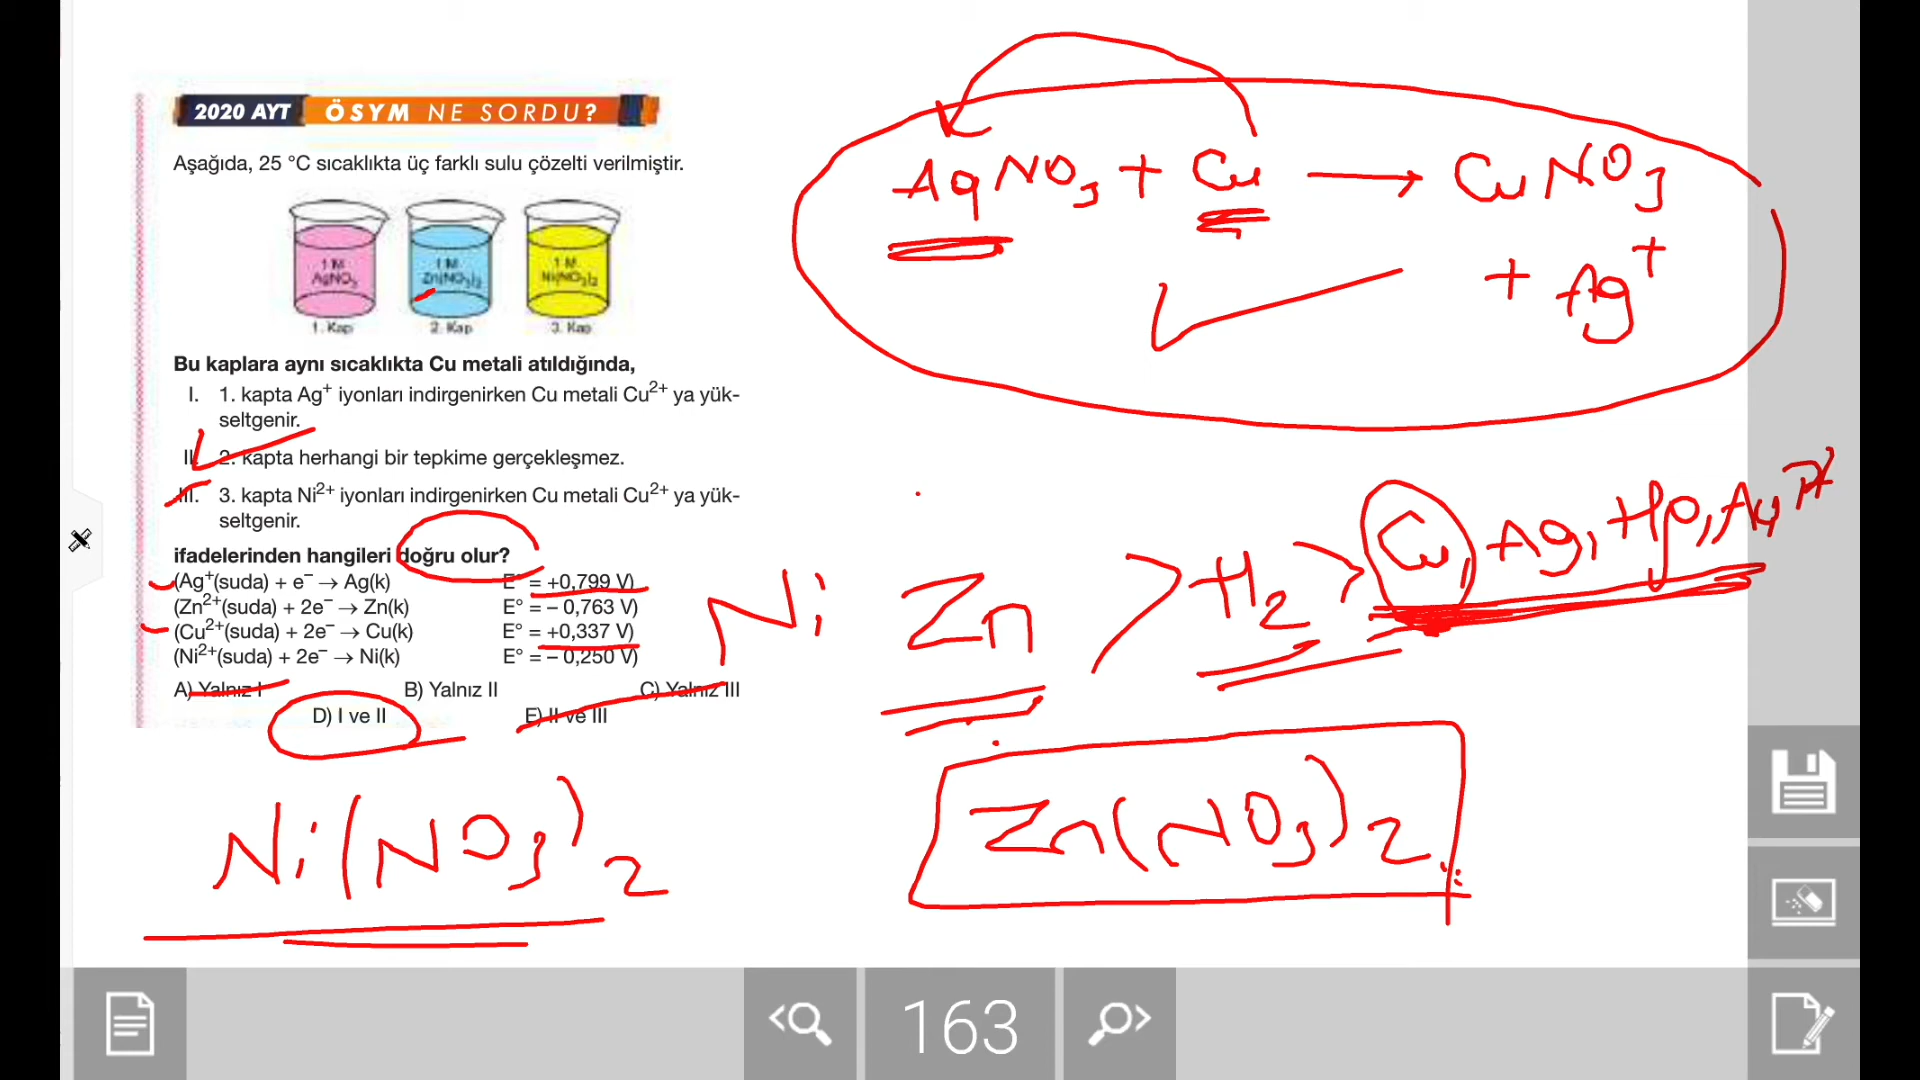 2020 AYT ÖSYM NE SORDU?
Aşağıda, 25 °C sıcaklıkta üç farklı sulu çözelti verilmiştir.
1 M AgNO₃
1 M Zn(NO₃)₂
1 M Ni(NO₃)₂
1. Kap 2. Kap 3. Kap
Bu kaplara aynı sıcaklıkta Cu metali atıldığında,
I. 1. kapta Ag⁺ iyonları indirgenirken Cu metali Cu²⁺ ya yük-
seltgenir.
II. 2. kapta herhangi bir tepkime gerçekleşmez.
III. 3. kapta Ni²⁺ iyonları indirgenirken Cu metali Cu²⁺ ya yük-
seltgenir.
ifadelerinden hangileri doğru olur?
(Ag⁺(suda) + e⁻ → Ag(k) E° = +0,799 V)
(Zn²⁺(suda) + 2e⁻ → Zn(k) E° = – 0,763 V)
(Cu²⁺(suda) + 2e⁻ → Cu(k) E° = +0,337 V)
(Ni²⁺(suda) + 2e⁻ → Ni(k) E° = – 0,250 V)
A) Yalnız I B) Yalnız II C) Yalnız III
D) I ve II E) II ve III
AgNO₃ + Cu → CuNO₃
+ Ag⁺
Ni Zn > H₂ > Cu, Ag, Hg, Au, Pt
Ni(NO₃)₂
Zn(NO₃)₂
163